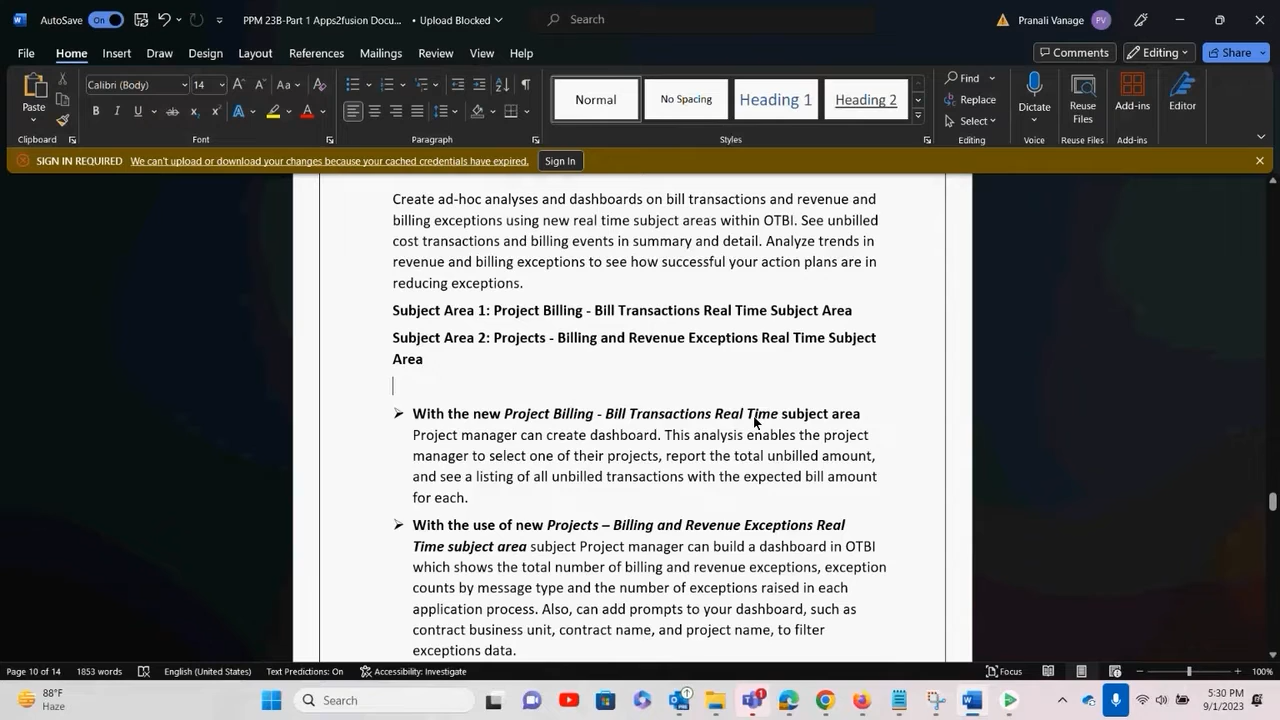 AutoSave On PPM 23B-Part 1 Apps2fusion Docu... • Upload Blocked Search Pranali Vanage PV
File Home Insert Draw Design Layout References Mailings Review View Help Comments Editing Share
Paste Calibri (Body) 14 Aa Normal No Spacing Heading 1 Heading 2 Find Replace Select Dictate Reuse Files Add-ins Editor
Clipboard Font Paragraph Styles Editing Voice Reuse Files Add-ins
SIGN IN REQUIRED We can't upload or download your changes because your cached credentials have expired. Sign In
Create ad-hoc analyses and dashboards on bill transactions and revenue and
billing exceptions using new real time subject areas within OTBI. See unbilled
cost transactions and billing events in summary and detail. Analyze trends in
revenue and billing exceptions to see how successful your action plans are in
reducing exceptions.
Subject Area 1: Project Billing - Bill Transactions Real Time Subject Area
Subject Area 2: Projects - Billing and Revenue Exceptions Real Time Subject
Area
With the new Project Billing - Bill Transactions Real Time subject area
Project manager can create dashboard. This analysis enables the project
manager to select one of their projects, report the total unbilled amount,
and see a listing of all unbilled transactions with the expected bill amount
for each.
With the use of new Projects – Billing and Revenue Exceptions Real
Time subject area subject Project manager can build a dashboard in OTBI
which shows the total number of billing and revenue exceptions, exception
counts by message type and the number of exceptions raised in each
application process. Also, can add prompts to your dashboard, such as
contract business unit, contract name, and project name, to filter
exceptions data.
Page 10 of 14 1853 words English (United States) Text Predictions: On Accessibility: Investigate Focus 100%
88°F
Haze
Search
5:30 PM
9/1/2023